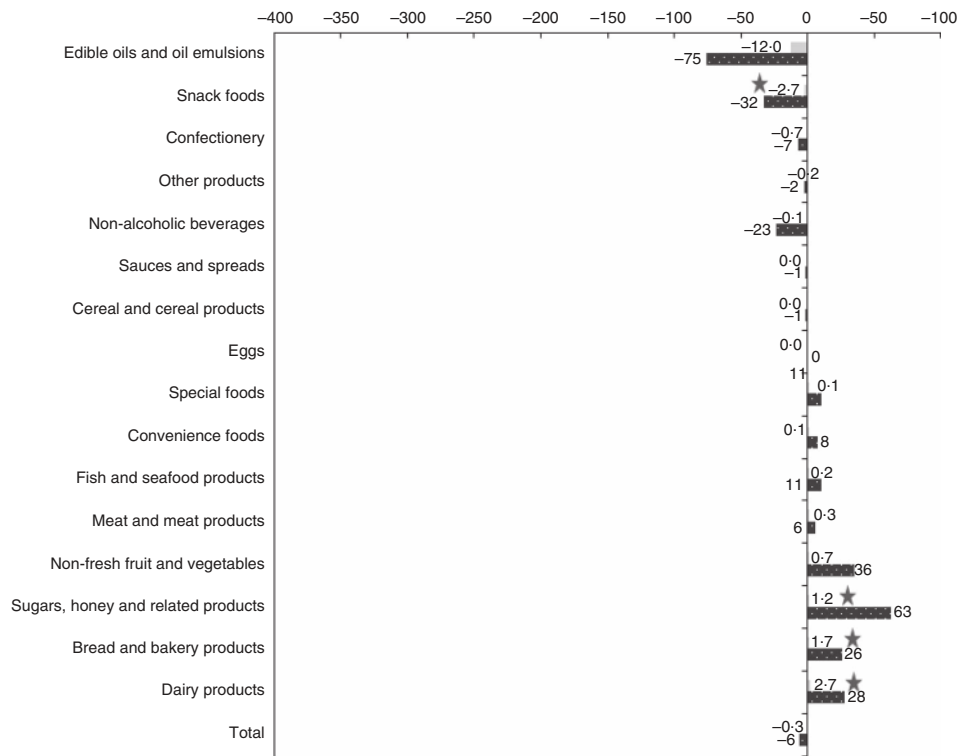 −400 −350 −300 −250 −200 −150 −100 −50 0 −50 −100
Edible oils and oil emulsions −12·0
−75
Snack foods −2·7
−32
Confectionery −0·7
−7
Other products −0·2
−2
Non-alcoholic beverages −0·1
−23
Sauces and spreads 0·0
−1
Cereal and cereal products 0·0
−1
Eggs 0·0
0
11
Special foods 0·1
Convenience foods 0·1
8
Fish and seafood products 0·2
11
Meat and meat products 0·3
6
Non-fresh fruit and vegetables 0·7
36
Sugars, honey and related products 1·2
63
Bread and bakery products 1·7
26
Dairy products 2·7
28
Total −0·3
−6